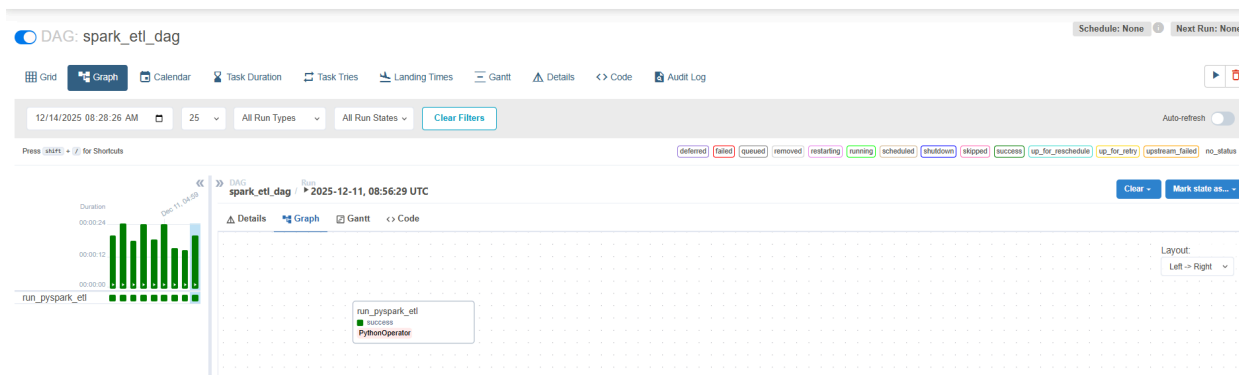 DAG: spark_etl_dag
Schedule: None
Next Run: None
Grid
Graph
Calendar
Task Duration
Task Tries
Landing Times
Gantt
Details
Code
Audit Log
12/14/2025 08:28:26 AM
25
All Run Types
All Run States
Clear Filters
Auto-refresh
Press shift + / for Shortcuts
deferred failed queued removed restarting running scheduled shutdown skipped success up_for_reschedule up_for_retry upstream_failed no_status
DAG
spark_etl_dag
/
Run
2025-12-11, 08:56:29 UTC
Clear
Mark state as...
Details
Graph
Gantt
Code
Duration
Dec 11, 04:59
00:00:24
00:00:12
00:00:00
run_pyspark_etl
Layout:
Left -> Right
run_pyspark_etl
success
PythonOperator